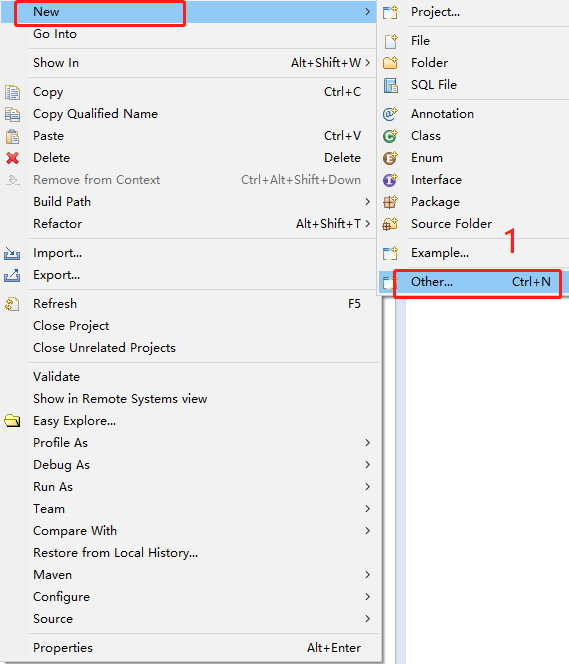 New
Go Into
Show In Alt+Shift+W
Copy Ctrl+C
Copy Qualified Name
Paste Ctrl+V
Delete Delete
Remove from Context Ctrl+Alt+Shift+Down
Build Path
Refactor Alt+Shift+T
Import...
Export...
Refresh F5
Close Project
Close Unrelated Projects
Validate
Show in Remote Systems view
Easy Explore...
Profile As
Debug As
Run As
Team
Compare With
Restore from Local History...
Maven
Configure
Source
Properties Alt+Enter
Project...
File
Folder
SQL File
Annotation
Class
Enum
Interface
Package
Source Folder
1
Example...
Other... Ctrl+N